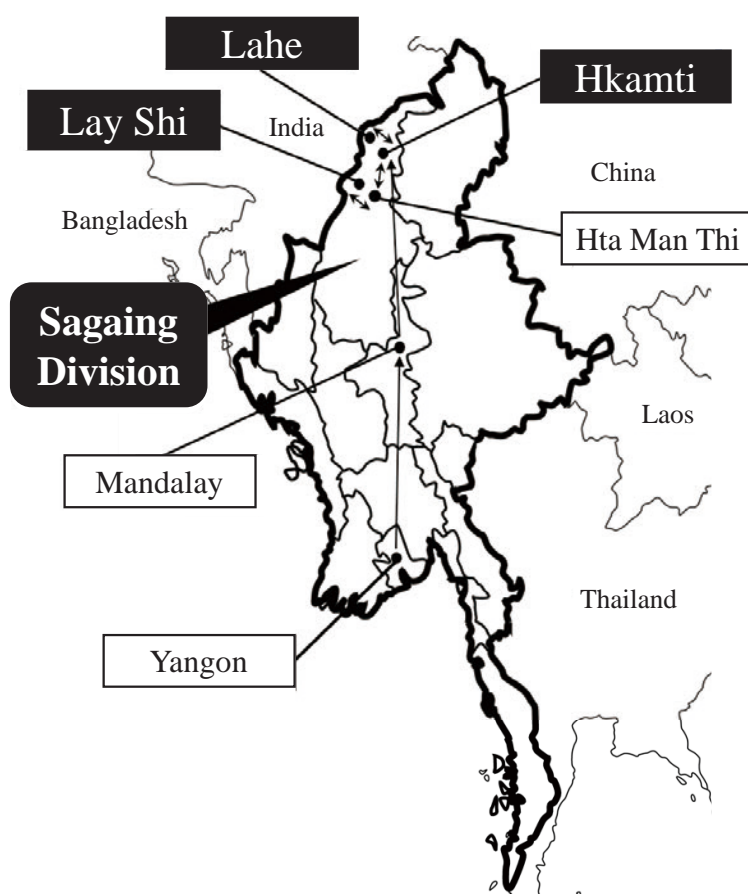 Lahe
Hkamti
Lay Shi
India
China
Bangladesh
Hta Man Thi
Sagaing
Division
Laos
Mandalay
Thailand
Yangon